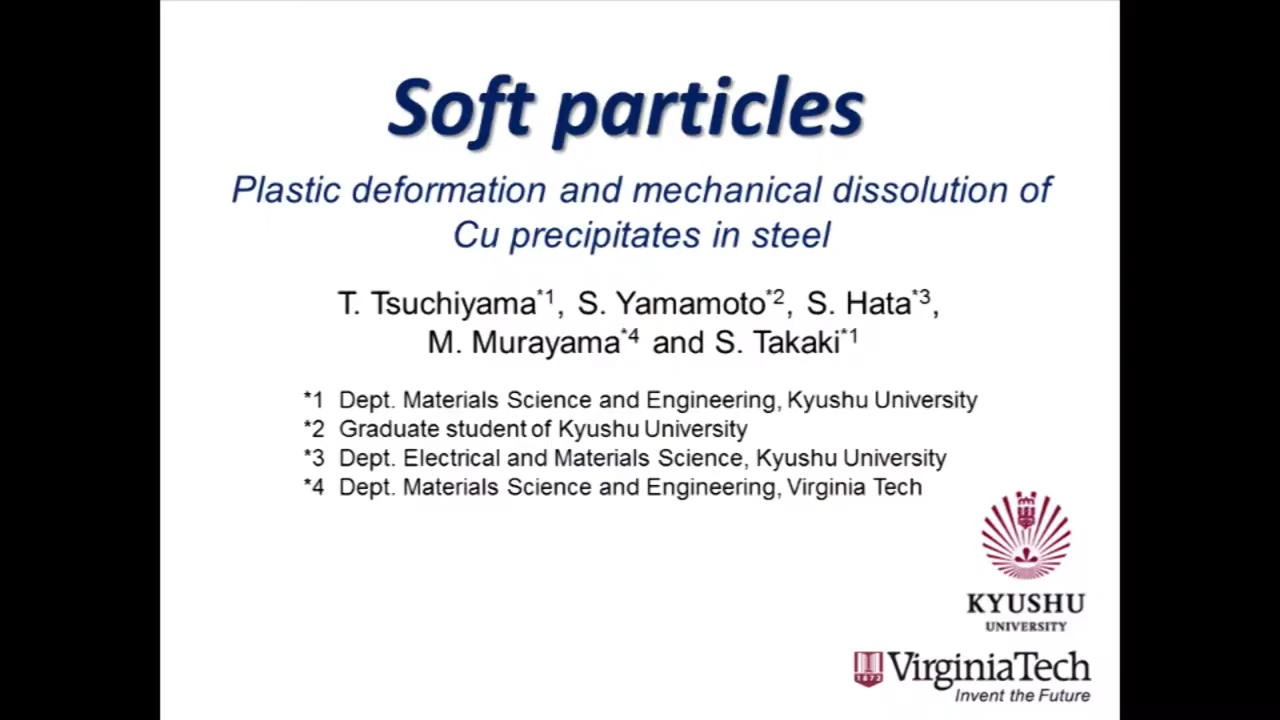 Soft particles
Plastic deformation and mechanical dissolution of
Cu precipitates in steel
T. Tsuchiyama*1, S. Yamamoto*2, S. Hata*3,
M. Murayama*4 and S. Takaki*1
*1 Dept. Materials Science and Engineering, Kyushu University
*2 Graduate student of Kyushu University
*3 Dept. Electrical and Materials Science, Kyushu University
*4 Dept. Materials Science and Engineering, Virginia Tech
KYUSHU
UNIVERSITY
1872
VirginiaTech
Invent the Future